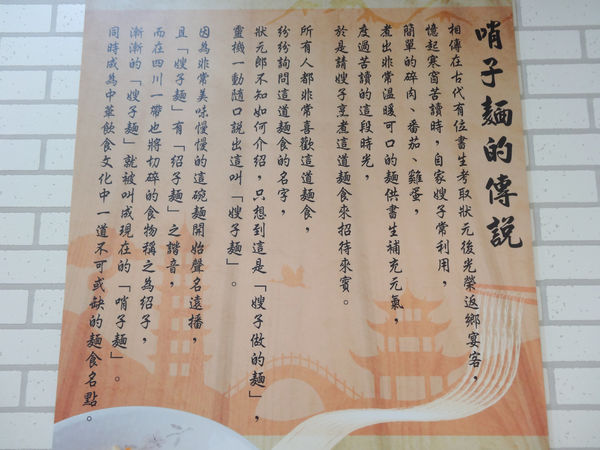 哨子麵的傳說
相傳在古代有位書生考取狀元後光榮返鄉宴客，
憶起寒窗苦讀時，自家嫂子常利用，
簡單的碎肉、番茄、雞蛋，
煮出非常溫暖可口的麵供書生補充元氣，
度過苦讀的這段時光，
於是請嫂子烹煮這道麵食來招待來賓。
所有人都非常喜歡這道麵食，
紛紛詢問這道麵食的名字，
狀元郎不知如何介紹，只想到這是「嫂子做的麵」，
靈機一動隨口說出這叫「嫂子麵」。
因為非常美味慢慢的這碗麵開始聲名遠播，
且「嫂子麵」有「紹子麵」之諧音，
而在四川一帶也將切碎的食物稱之為紹子，
漸漸的「嫂子麵」就被叫成現在的「哨子麵」。
同時成為中華飲食文化中一道不可或缺的麵食名點。